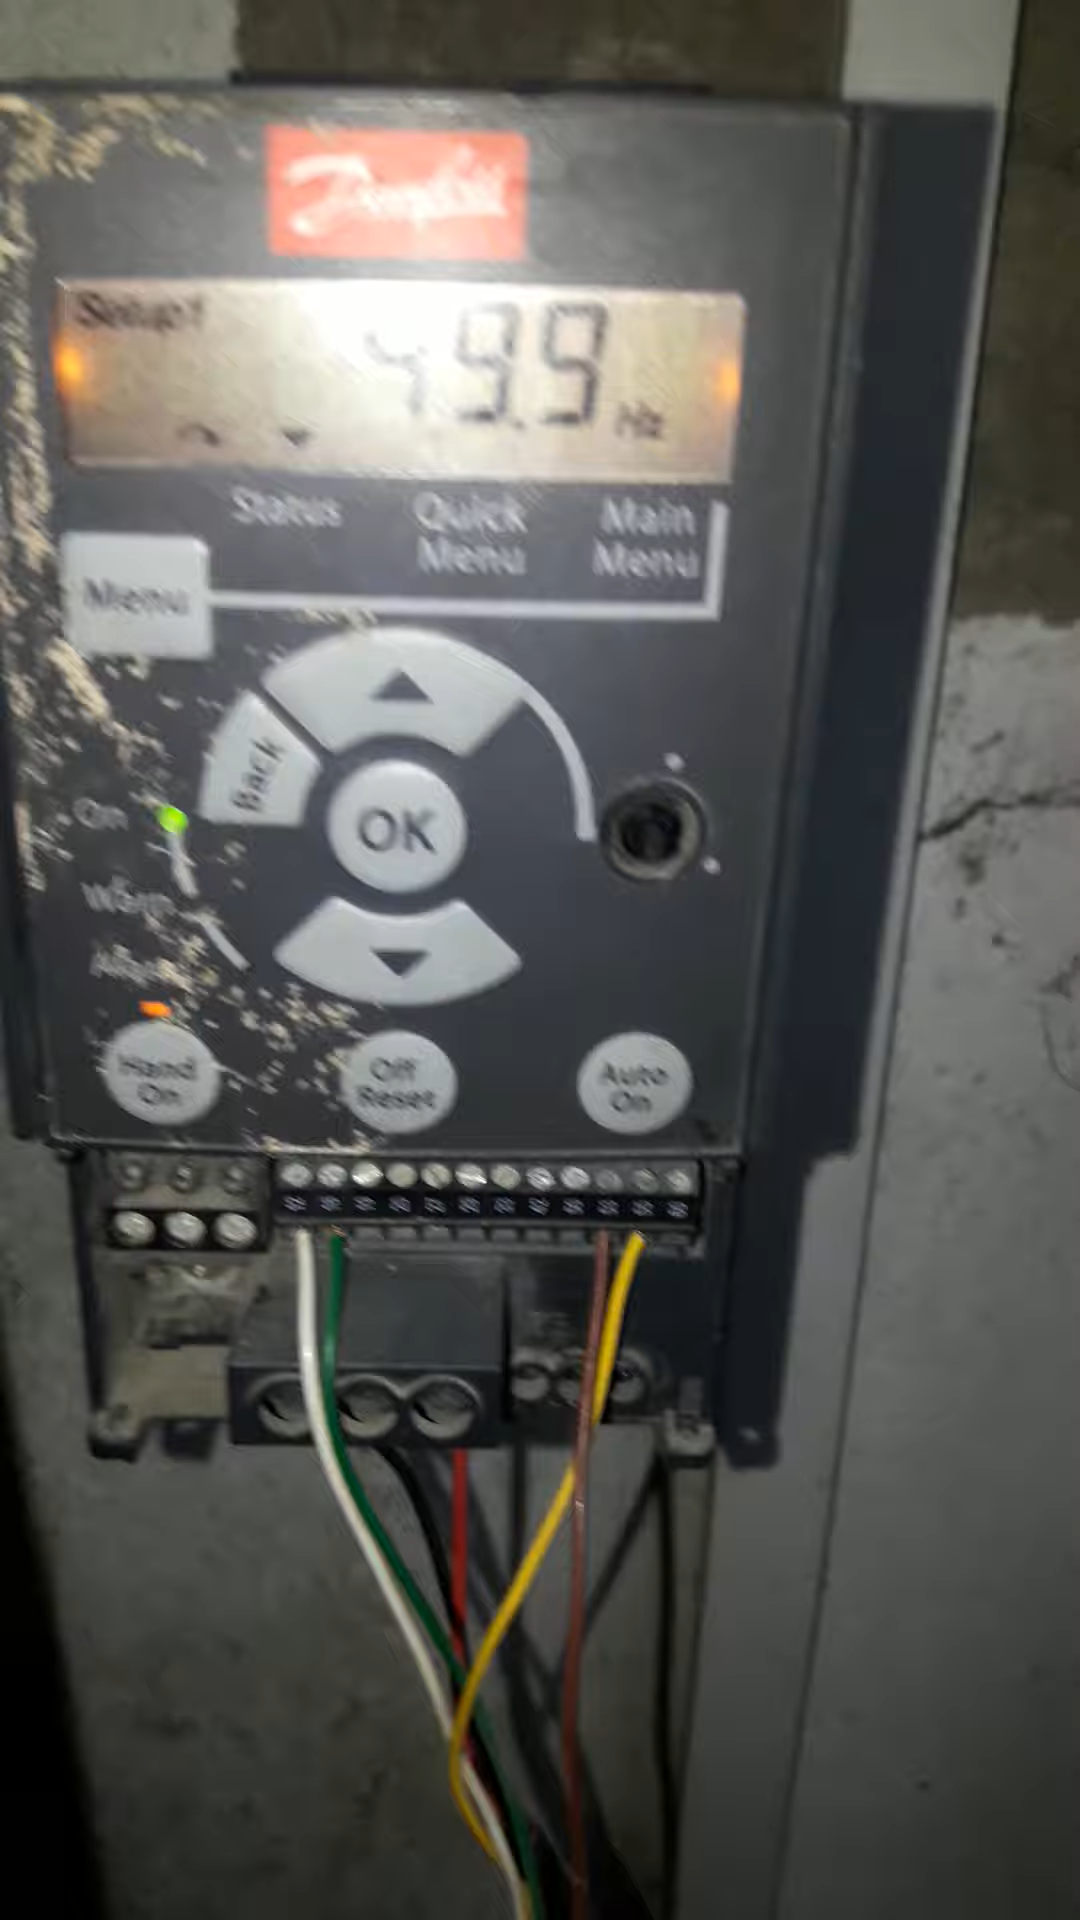 Danfoss
Setup1
49.9 Hz
Status Quick Menu Main Menu
Menu
Back
OK
On
Warn.
Alarm
Hand On
Off Reset
Auto On